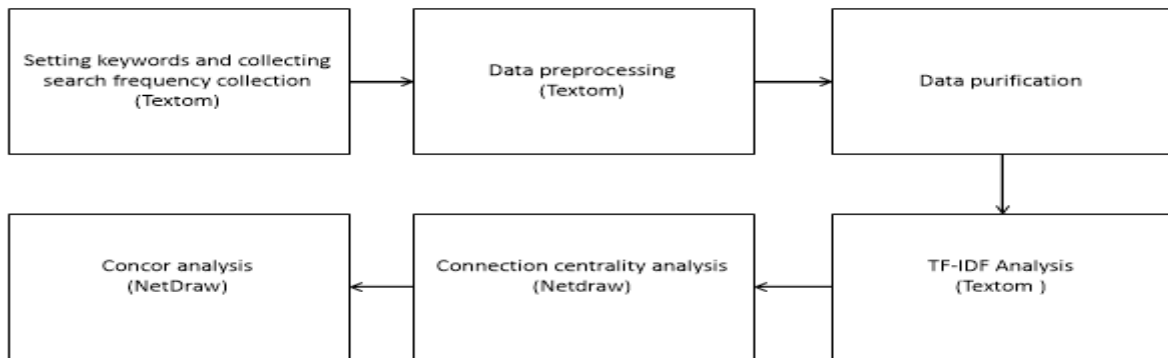 Setting keywords and collecting
search frequency collection
(Textom)
Data preprocessing
(Textom)
Data purification
TF-IDF Analysis
(Textom )
Connection centrality analysis
(Netdraw)
Concor analysis
(NetDraw)